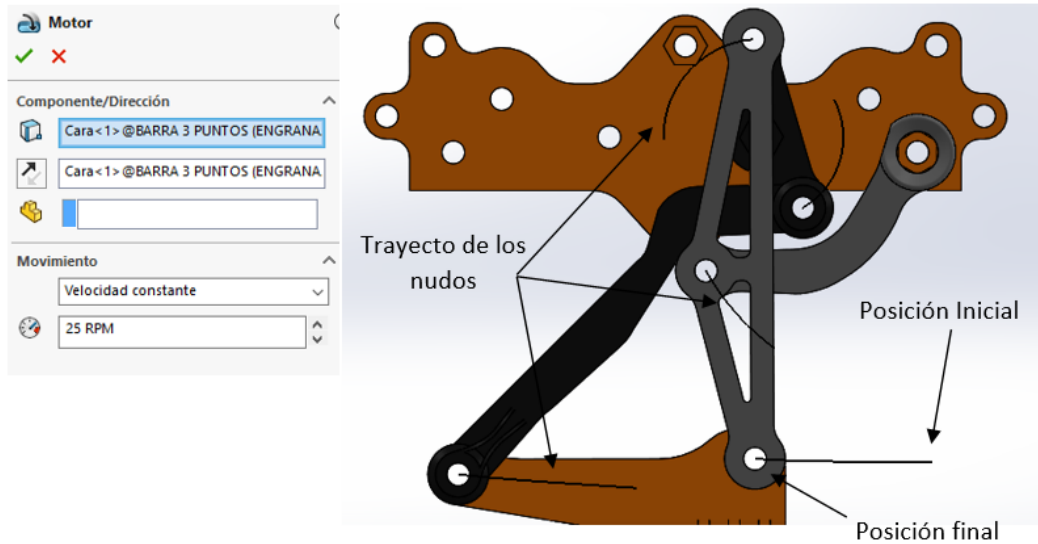 Motor
Componente/Dirección
Cara<1>@BARRA 3 PUNTOS (ENGRANA
Cara<1>@BARRA 3 PUNTOS (ENGRANA
Movimiento
Velocidad constante
25 RPM
Trayecto de los
nudos
Posición Inicial
Posición final